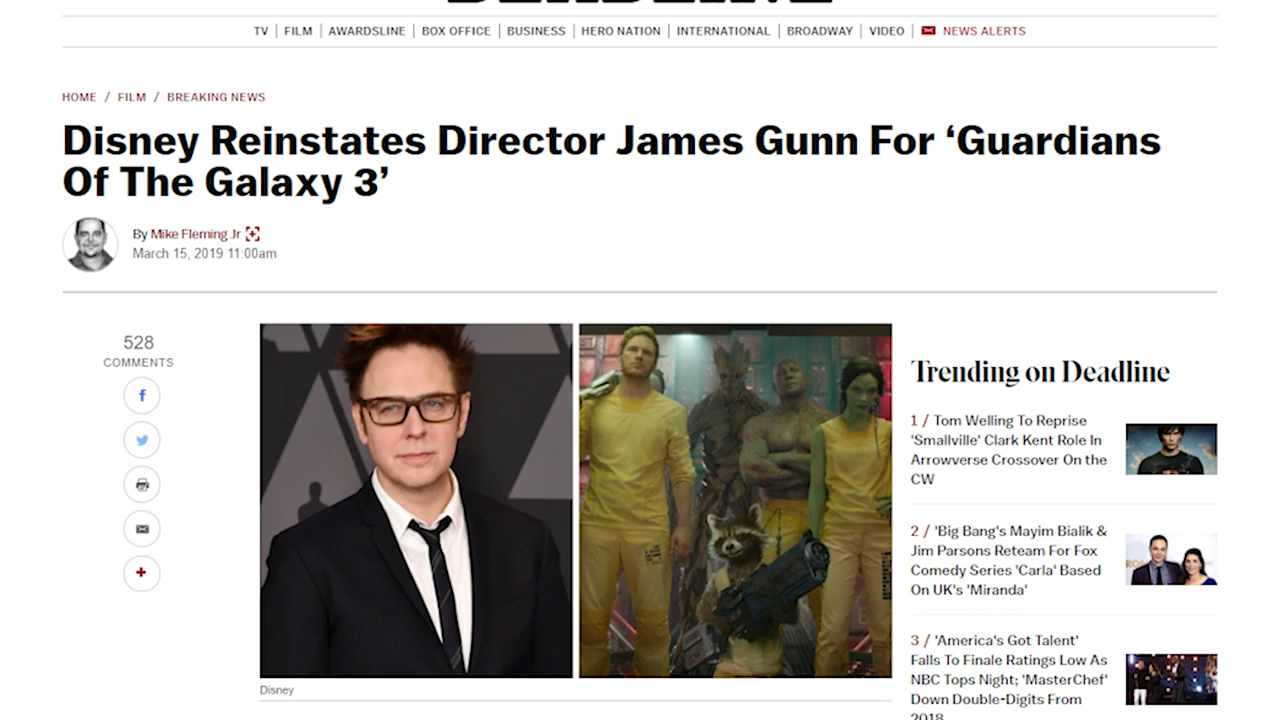 TV | FILM | AWARDSLINE | BOX OFFICE | BUSINESS | HERO NATION | INTERNATIONAL | BROADWAY | VIDEO | NEWS ALERTS
HOME / FILM / BREAKING NEWS
Disney Reinstates Director James Gunn For ‘Guardians
Of The Galaxy 3’
By Mike Fleming Jr
March 15, 2019 11:00am
528
COMMENTS
Disney
Trending on Deadline
1 / Tom Welling To Reprise
'Smallville' Clark Kent Role In
Arrowverse Crossover On the
CW
2 / 'Big Bang's Mayim Bialik &
Jim Parsons Reteam For Fox
Comedy Series 'Carla' Based
On UK's 'Miranda'
3 / 'America's Got Talent'
Falls To Finale Ratings Low As
NBC Tops Night; 'MasterChef'
Down Double-Digits From
2018